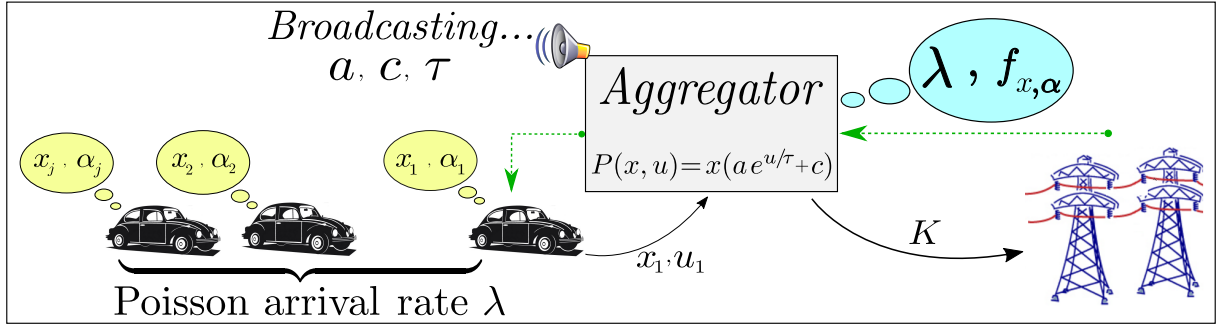 Broadcasting...
a, c, τ
Aggregator
P(x, u)=x(a e^{u/τ}+c)
λ, f_{x,α}
x_j, α_j
x_2, α_2
x_1, α_1
x_1, u_1
K
Poisson arrival rate λ